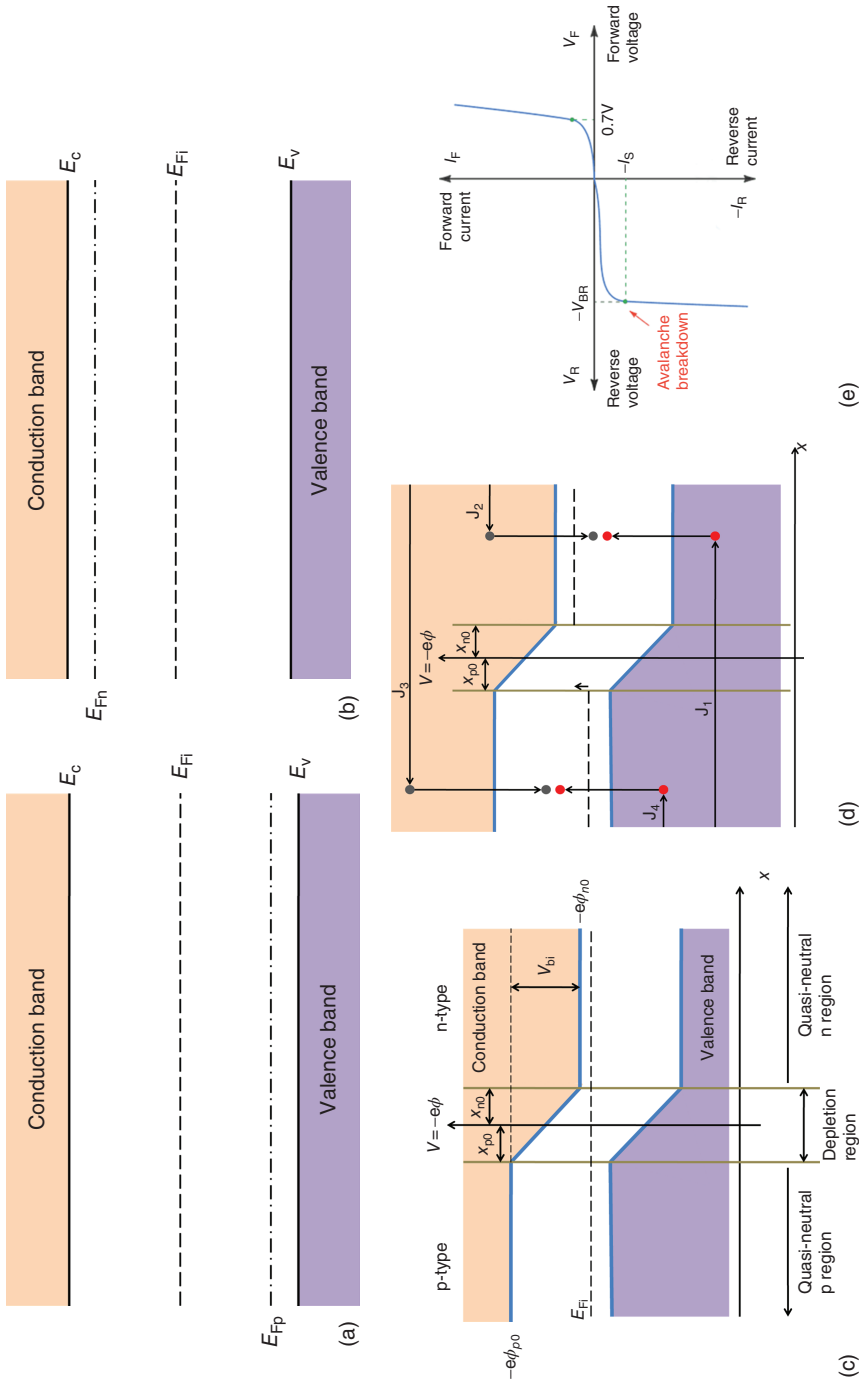 Conduction band
E_c
E_Fi
E_Fp
E_v
Valence band
(a)
Conduction band
E_c
E_Fn
E_Fi
E_v
Valence band
(b)
p-type
n-type
V = −eϕ
−eϕ_p0
x_p0
x_n0
Conduction band
V_bi
−eϕ_n0
E_Fi
Valence band
x
Quasi-neutral
p region
Depletion
region
Quasi-neutral
n region
(c)
J_3
V = −eϕ
x_p0
x_n0
J_2
J_4
J_1
x
(d)
I_F
Forward
current
V_R
Reverse
voltage
−V_BR
0.7V
V_F
Forward
voltage
Avalanche
breakdown
−I_S
−I_R
Reverse
current
(e)